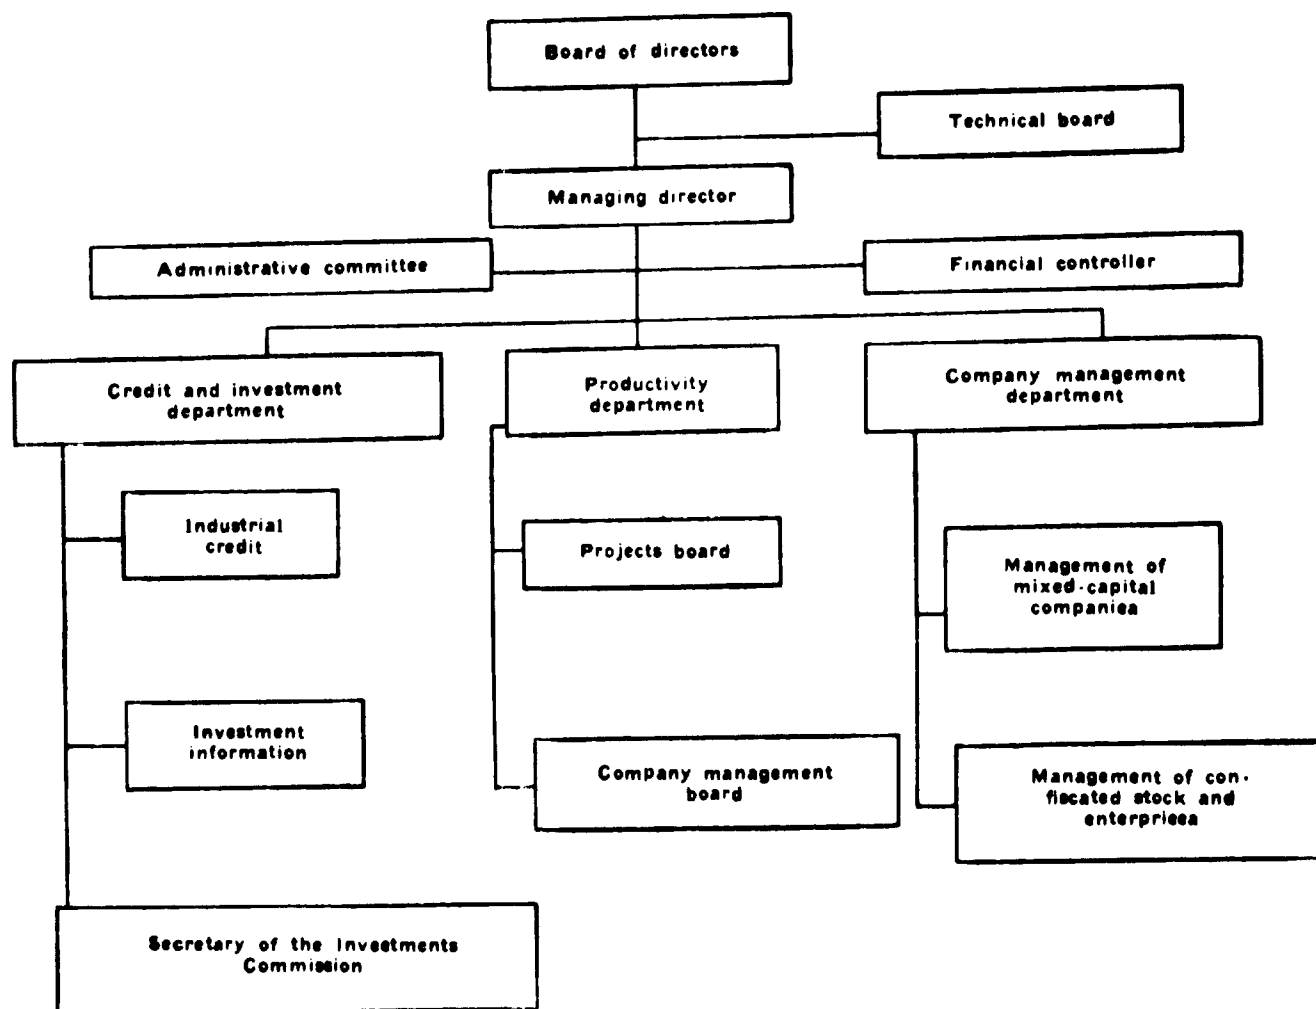 Board of directors
Technical board
Managing director
Administrative committee
Financial controller
Credit and investment
department
Productivity
department
Company management
department
Industrial
credit
Projects board
Management of
mixed-capital
companies
Investment
information
Company management
board
Management of con-
fiscated stock and
enterprises
Secretary of the Investments
Commission